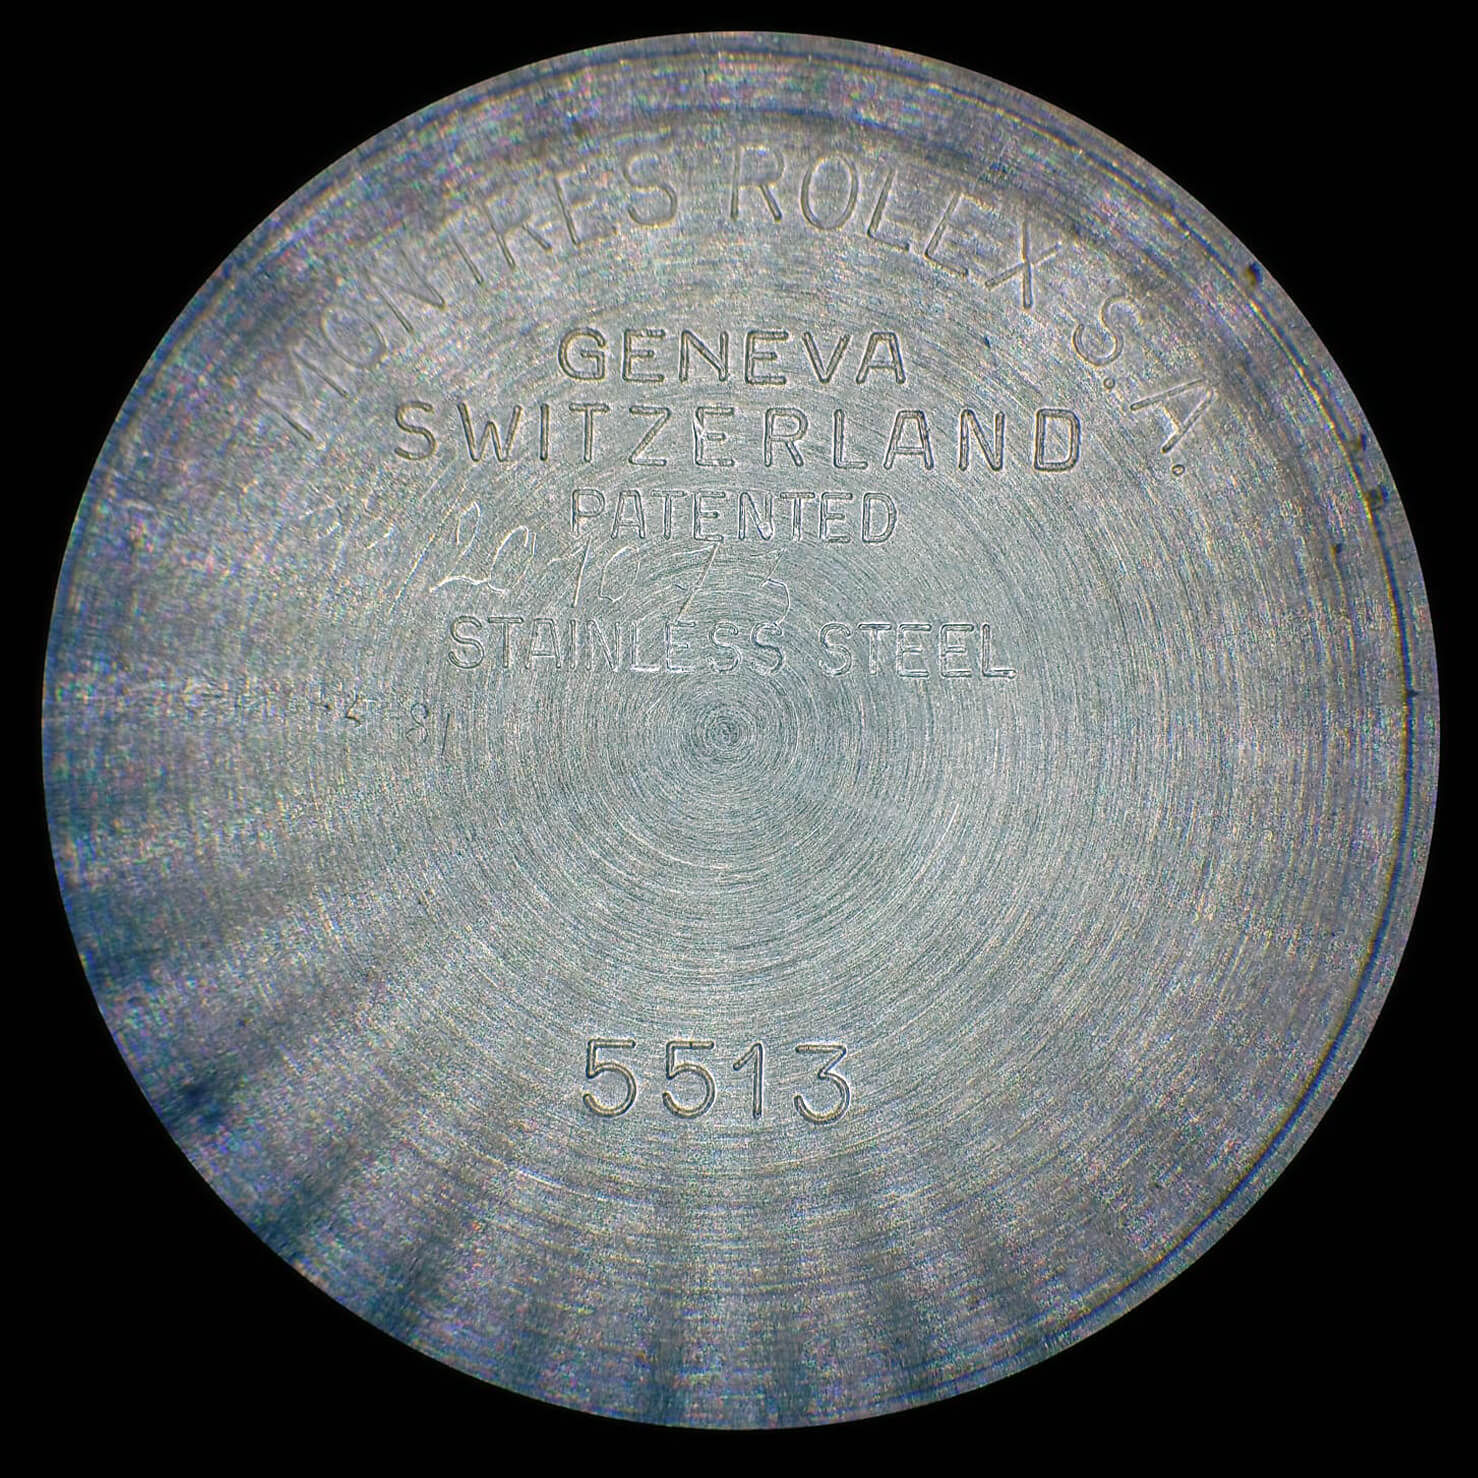 MONTRES ROLEX S.A.
GENEVA
SWITZERLAND
PATENTED
STAINLESS STEEL
5513